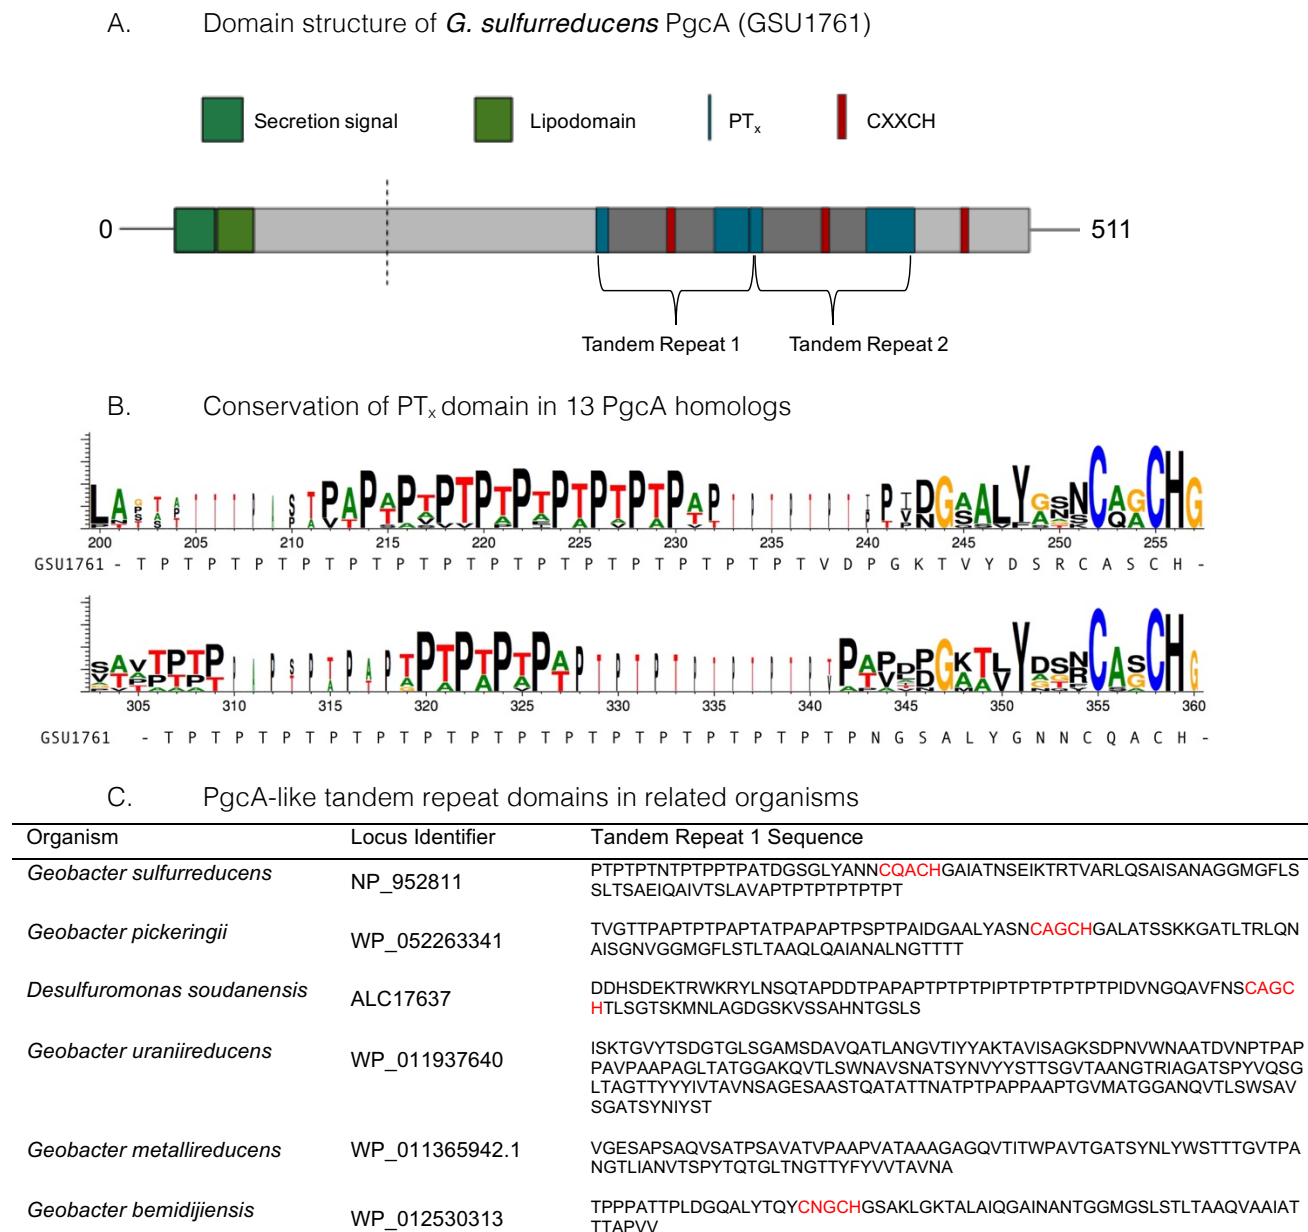 A. Domain structure of G. sulfurreducens PgcA (GSU1761)
Secretion signal Lipodomain PTx CXXCH
0 511
Tandem Repeat 1 Tandem Repeat 2
B. Conservation of PTx domain in 13 PgcA homologs
200 205 210 215 220 225 230 235 240 245 250 255
GSU1761 - T P T P T P T P T P T P T P T P T P T P T P T P T P T P T V D P G K T V Y D S R C A S C H -
305 310 315 320 325 330 335 340 345 350 355 360
GSU1761 - T P T P T P T P T P T P T P T P T P T P T P T P T P T P T P N G S A L Y G N N C Q A C H -
C. PgcA-like tandem repeat domains in related organisms
Organism Locus Identifier Tandem Repeat 1 Sequence
Geobacter sulfurreducens NP_952811 PTPTPTNTPTPPTPATDGSGLYANNCQACHGAIATNSEIKTRTVARLQSAISANAGGMGFLS
SLTSAEIQAIVTSLAVAPTPTPTPTPTPT
Geobacter pickeringii WP_052263341 TVGTTPAPTPTPAPTATPAPAPTPSPTPAIDGAALYASNCAGCHGALATSSKKGATLTRLQN
AISGNVGGMGFLSTLTAAQLQAIANALNGTTTT
Desulfuromonas soudanensis ALC17637 DDHSDEKTRWKRYLNSQTAPDDTPAPAPTPTPTPIPTPTPTPTPTPIDVNGQAVFNSCAGC
HTLSGTSKMNLAGDGSKVSSAHNTGSLS
Geobacter uraniireducens WP_011937640 ISKTGVYTSDGTGLSGAMSDAVQATLANGVTIYYAKTAVISAGKSDPNVWNAATDVNPTPAP
PAVPAAPAGLTATGGAKQVTLSWNAVSNATSYNVYYSTTSGVTAANGTRIAGATSPYVQSG
LTAGTTYYYIVTAVNSAGESAASTQATATTNATPTPAPPAAPTGVMATGGANQVTLSWSAV
SGATSYNIYST
Geobacter metallireducens WP_011365942.1 VGESAPSAQVSATPSAVATVPAAPVATAAAGAGQVTITWPAVTGATSYNLYWSTTTGVTPA
NGTLIANVTSPYTQTGLTNGTTYFYVVTAVNA
Geobacter bemidijiensis WP_012530313 TPPPATTPLDGQALYTQYCNGCHGSAKLGKTALAIQGAINANTGGMGSLSTLTAAQVAAIAT
TTAPVV